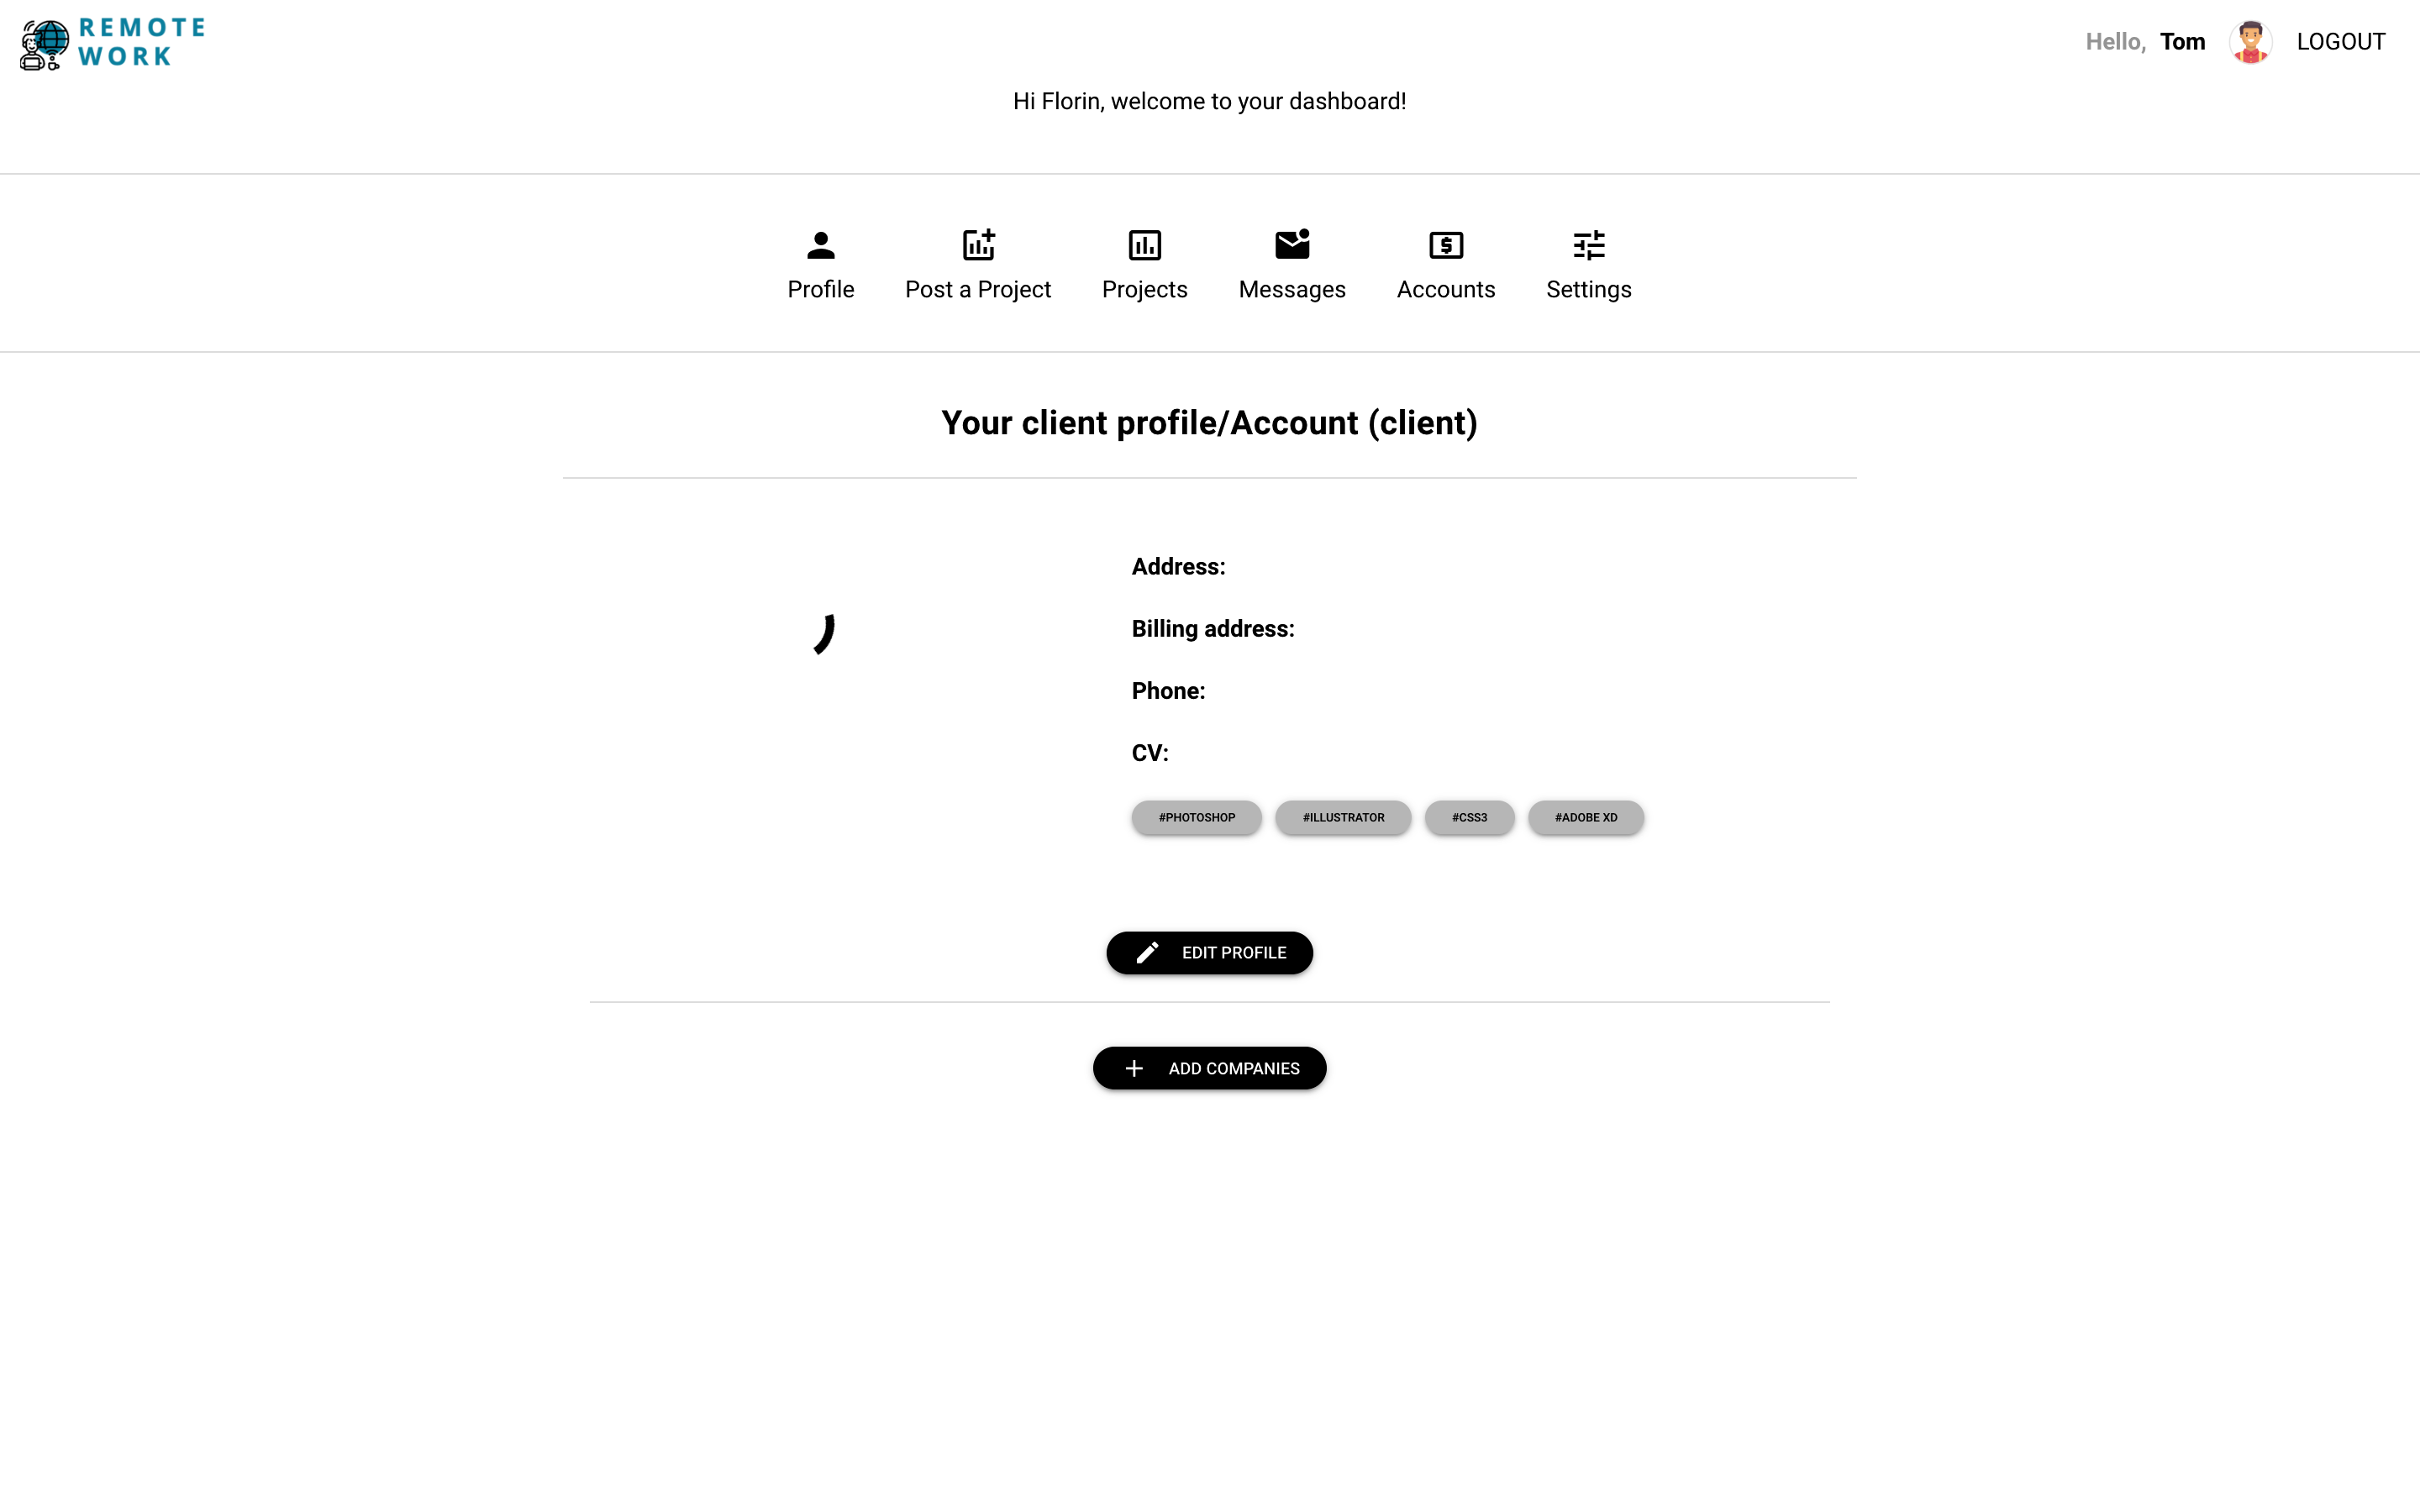 REMOTE
WORK
Hello, Tom
LOGOUT
Hi Florin, welcome to your dashboard!
Profile
Post a Project
Projects
Messages
Accounts
Settings
Your client profile/Account (client)
Address:
Billing address:
Phone:
CV:
#PHOTOSHOP
#ILLUSTRATOR
#CSS3
#ADOBE XD
EDIT PROFILE
ADD COMPANIES